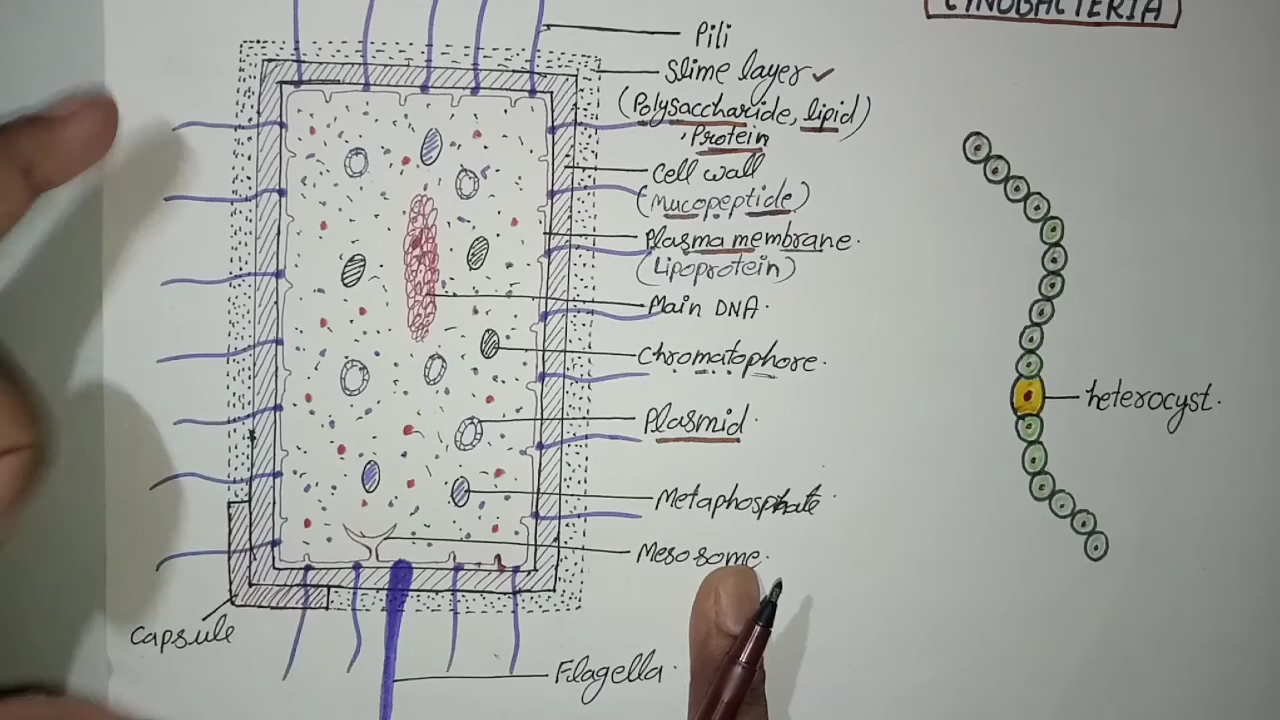 CYNOBACTERIA
Pili
Slime layer
(Polysaccharide, lipid)
, Protein
Cell wall
(Mucopeptide)
Plasma membrane.
(Lipoprotein)
Main DNA.
Chromatophore.
Plasmid.
Metaphosphate.
Mesosome.
Flagella.
Capsule
heterocyst.